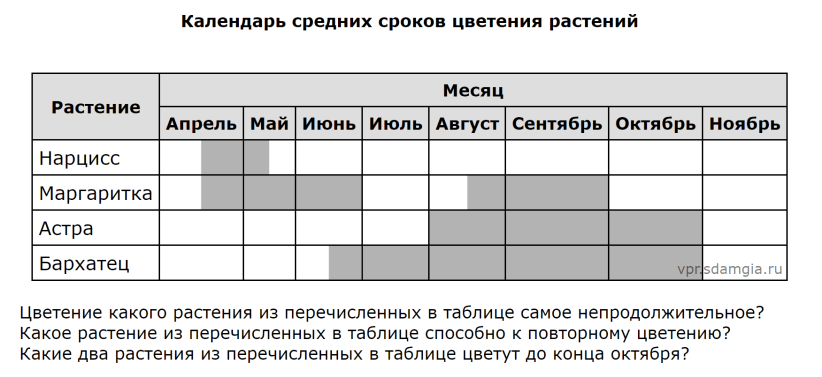 Календарь средних сроков цветения растений
Растение
Месяц
Апрель Май Июнь Июль Август Сентябрь Октябрь Ноябрь
Нарцисс
Маргаритка
Астра
Бархатец
vpr.sdamgia.ru
Цветение какого растения из перечисленных в таблице самое непродолжительное?
Какое растение из перечисленных в таблице способно к повторному цветению?
Какие два растения из перечисленных в таблице цветут до конца октября?